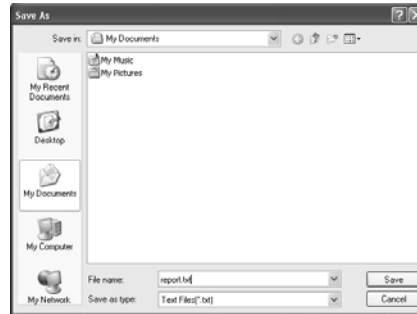 Save As
Save in:
My Documents
My Recent
Documents
Desktop
My Documents
My Computer
My Network
My Music
My Pictures
File name:
report.txt
Save
Save as type:
Text Files(*.txt)
Cancel